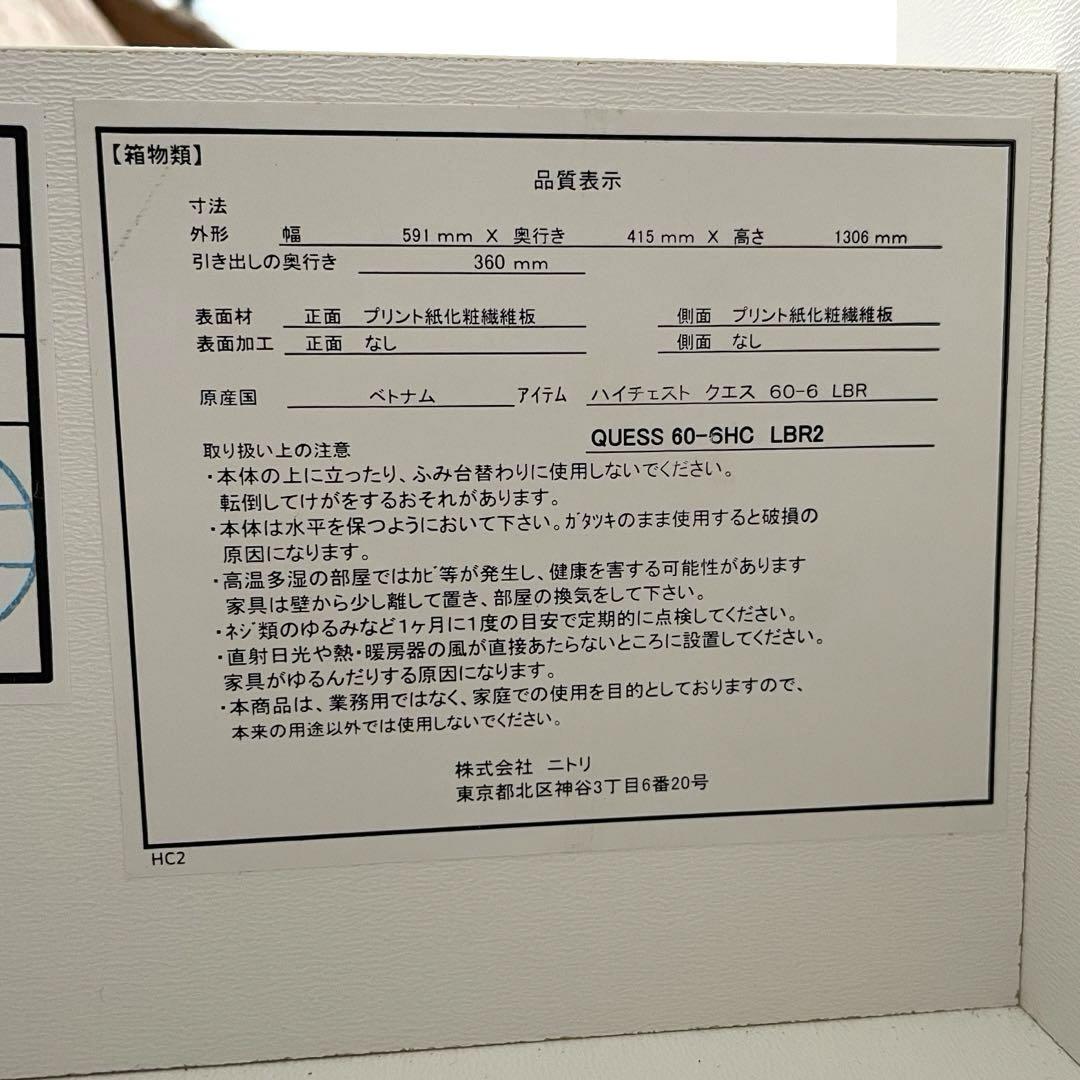 【箱物類】
品質表示
寸法
外形 幅 591 mm X 奥行き 415 mm X 高さ 1306 mm
引き出しの奥行き 360 mm
表面材 正面 プリント紙化粧繊維板 側面 プリント紙化粧繊維板
表面加工 正面 なし 側面 なし
原産国 ベトナム アイテム ハイチェスト クエス 60-6 LBR
QUESS 60-6HC LBR2
取り扱い上の注意
・本体の上に立ったり、ふみ台替わりに使用しないでください。
転倒してけがをするおそれがあります。
・本体は水平を保つようにおいて下さい。ｶﾞﾀﾂｷのまま使用すると破損の
原因になります。
・高温多湿の部屋ではｶﾋﾞ等が発生し、健康を害する可能性があります
家具は壁から少し離して置き、部屋の換気をして下さい。
・ﾈｼﾞ類のゆるみなど1ヶ月に1度の目安で定期的に点検してください。
・直射日光や熱・暖房器の風が直接あたらないところに設置してください。
家具がゆるんだりする原因になります。
・本商品は、業務用ではなく、家庭での使用を目的としておりますので、
本来の用途以外では使用しないでください。
株式会社 ニトリ
東京都北区神谷3丁目6番20号
HC2